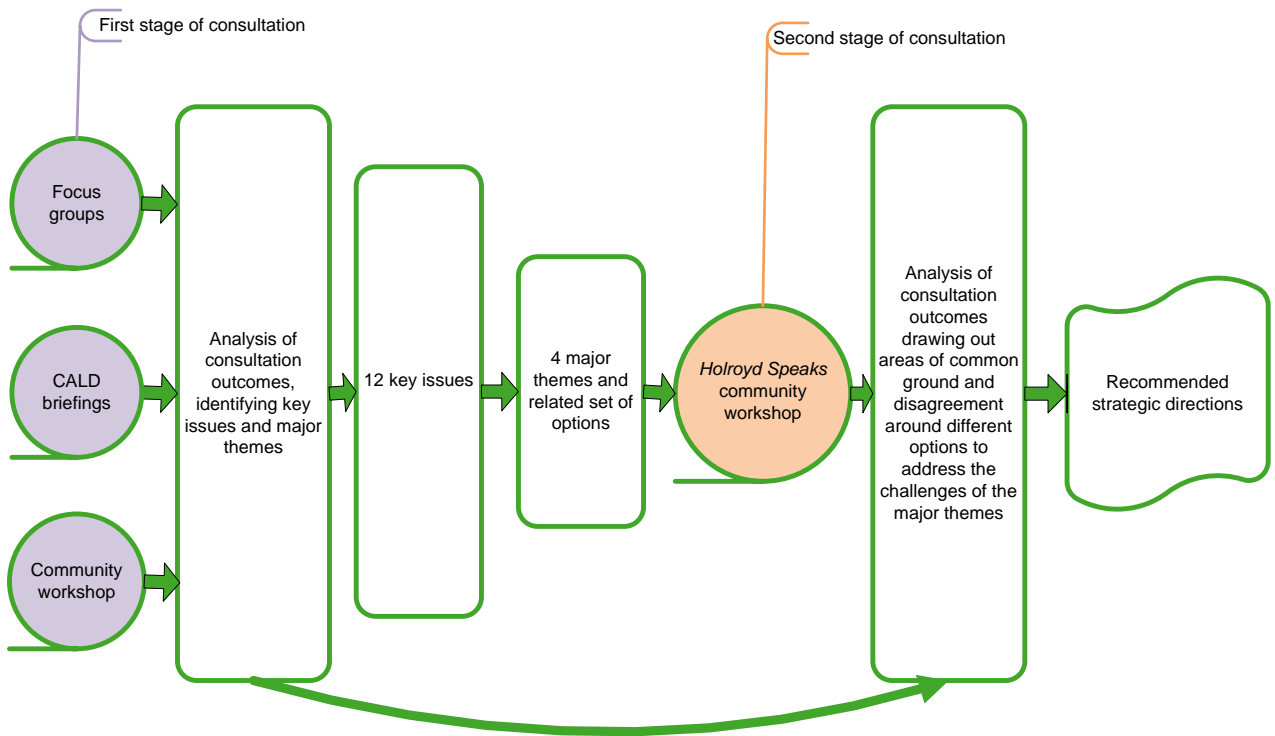 First stage of consultation
Second stage of consultation
Focus
groups
CALD
briefings
Community
workshop
Analysis of
consultation
outcomes,
identifying key
issues and major
themes
12 key issues
4 major
themes and
related set of
options
Holroyd Speaks
community
workshop
Analysis of
consultation
outcomes
drawing out
areas of common
ground and
disagreement
around different
options to
address the
challenges of the
major themes
Recommended
strategic directions